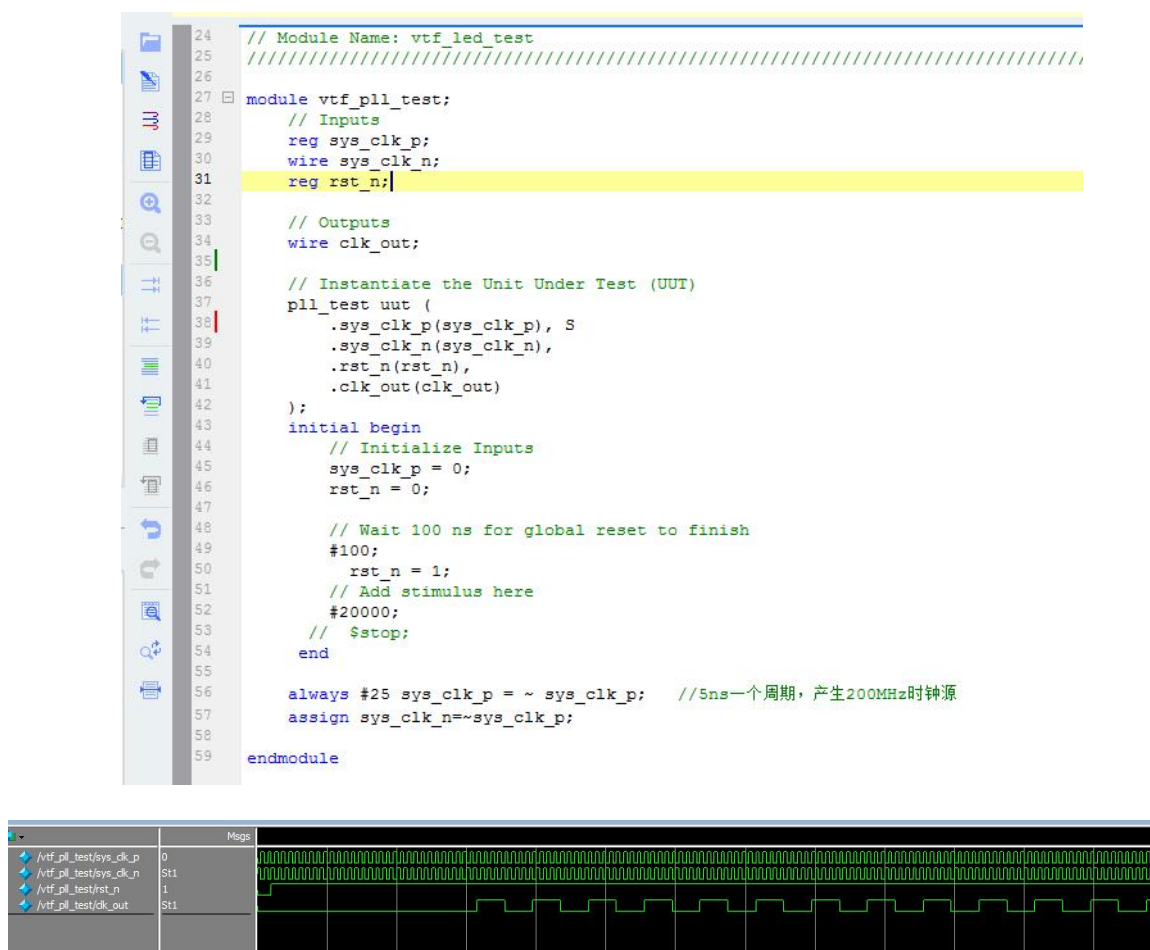 24 // Module Name: vtf_led_test
25 //////////////////////////////////////////////////////////////////////////////////
26
27 module vtf_pll_test;
28 // Inputs
29 reg sys_clk_p;
30 wire sys_clk_n;
31 reg rst_n;
32
33 // Outputs
34 wire clk_out;
35
36 // Instantiate the Unit Under Test (UUT)
37 pll_test uut (
38 .sys_clk_p(sys_clk_p), S
39 .sys_clk_n(sys_clk_n),
40 .rst_n(rst_n),
41 .clk_out(clk_out)
42 );
43 initial begin
44 // Initialize Inputs
45 sys_clk_p = 0;
46 rst_n = 0;
47
48 // Wait 100 ns for global reset to finish
49 #100;
50 rst_n = 1;
51 // Add stimulus here
52 #20000;
53 // $stop;
54 end
55
56 always #25 sys_clk_p = ~ sys_clk_p; //5ns一个周期，产生200MHz时钟源
57 assign sys_clk_n=~sys_clk_p;
58
59 endmodule
Msgs
/vtf_pll_test/sys_clk_p 0
/vtf_pll_test/sys_clk_n St1
/vtf_pll_test/rst_n 1
/vtf_pll_test/clk_out St1